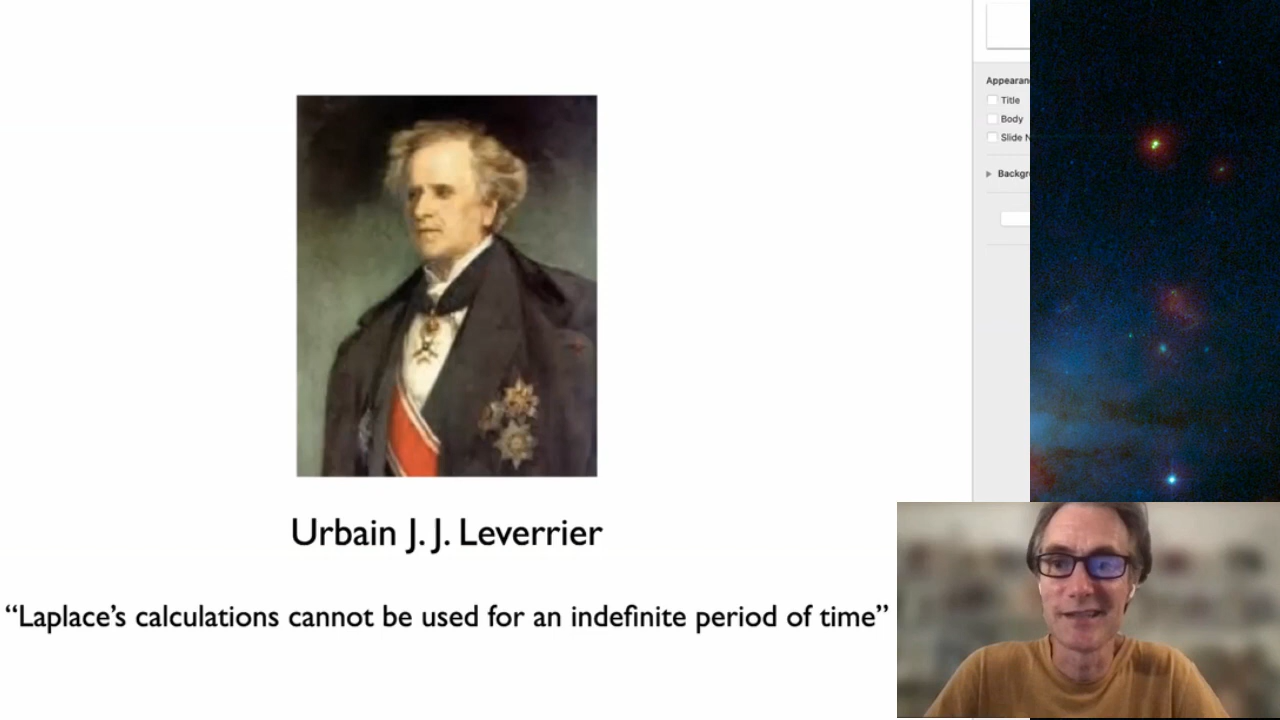 Appearan
Title
Body
Slide N
Backgr
Urbain J. J. Leverrier
“Laplace’s calculations cannot be used for an indefinite period of time”